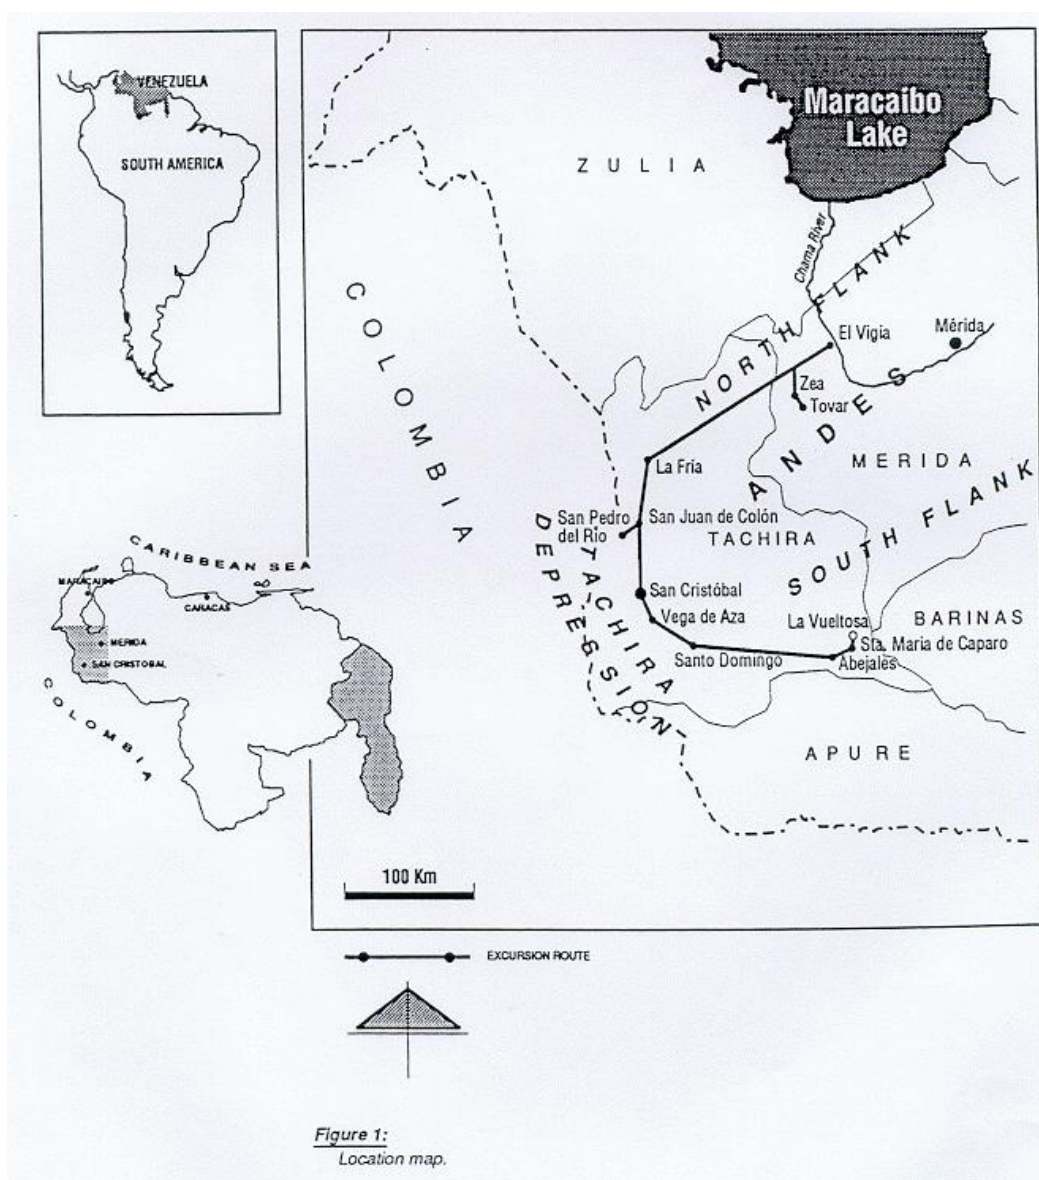 VENEZUELA
SOUTH AMERICA
Maracaibo
Lake
ZULIA
Chama River
NORTH FLANK
El Vigia
Mérida
COLOMBIA
Zea
Tovar
ANDES
La Fria
MERIDA
SOUTH FLANK
San Pedro
del Rio
San Juan de Colón
TACHIRA
TACHIRA
DEPRESSION
San Cristóbal
Vega de Aza
La Vueltosa
BARINAS
Santo Domingo
Sta. Maria de Caparo
Abejales
APURE
CARIBBEAN SEA
MARACAIBO
CARACAS
MERIDA
SAN CRISTOBAL
COLOMBIA
100 Km
EXCURSION ROUTE
Figure 1:
Location map.